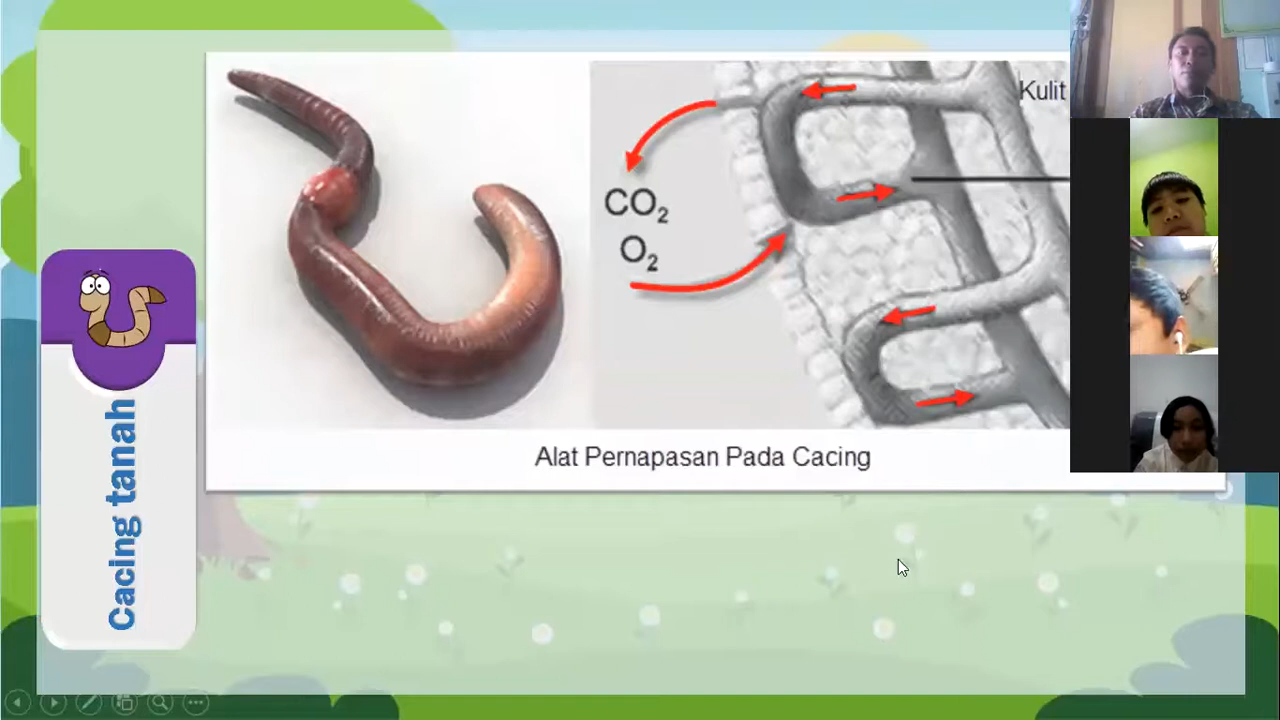 Cacing tanah
Kulit
CO₂
O₂
Alat Pernapasan Pada Cacing